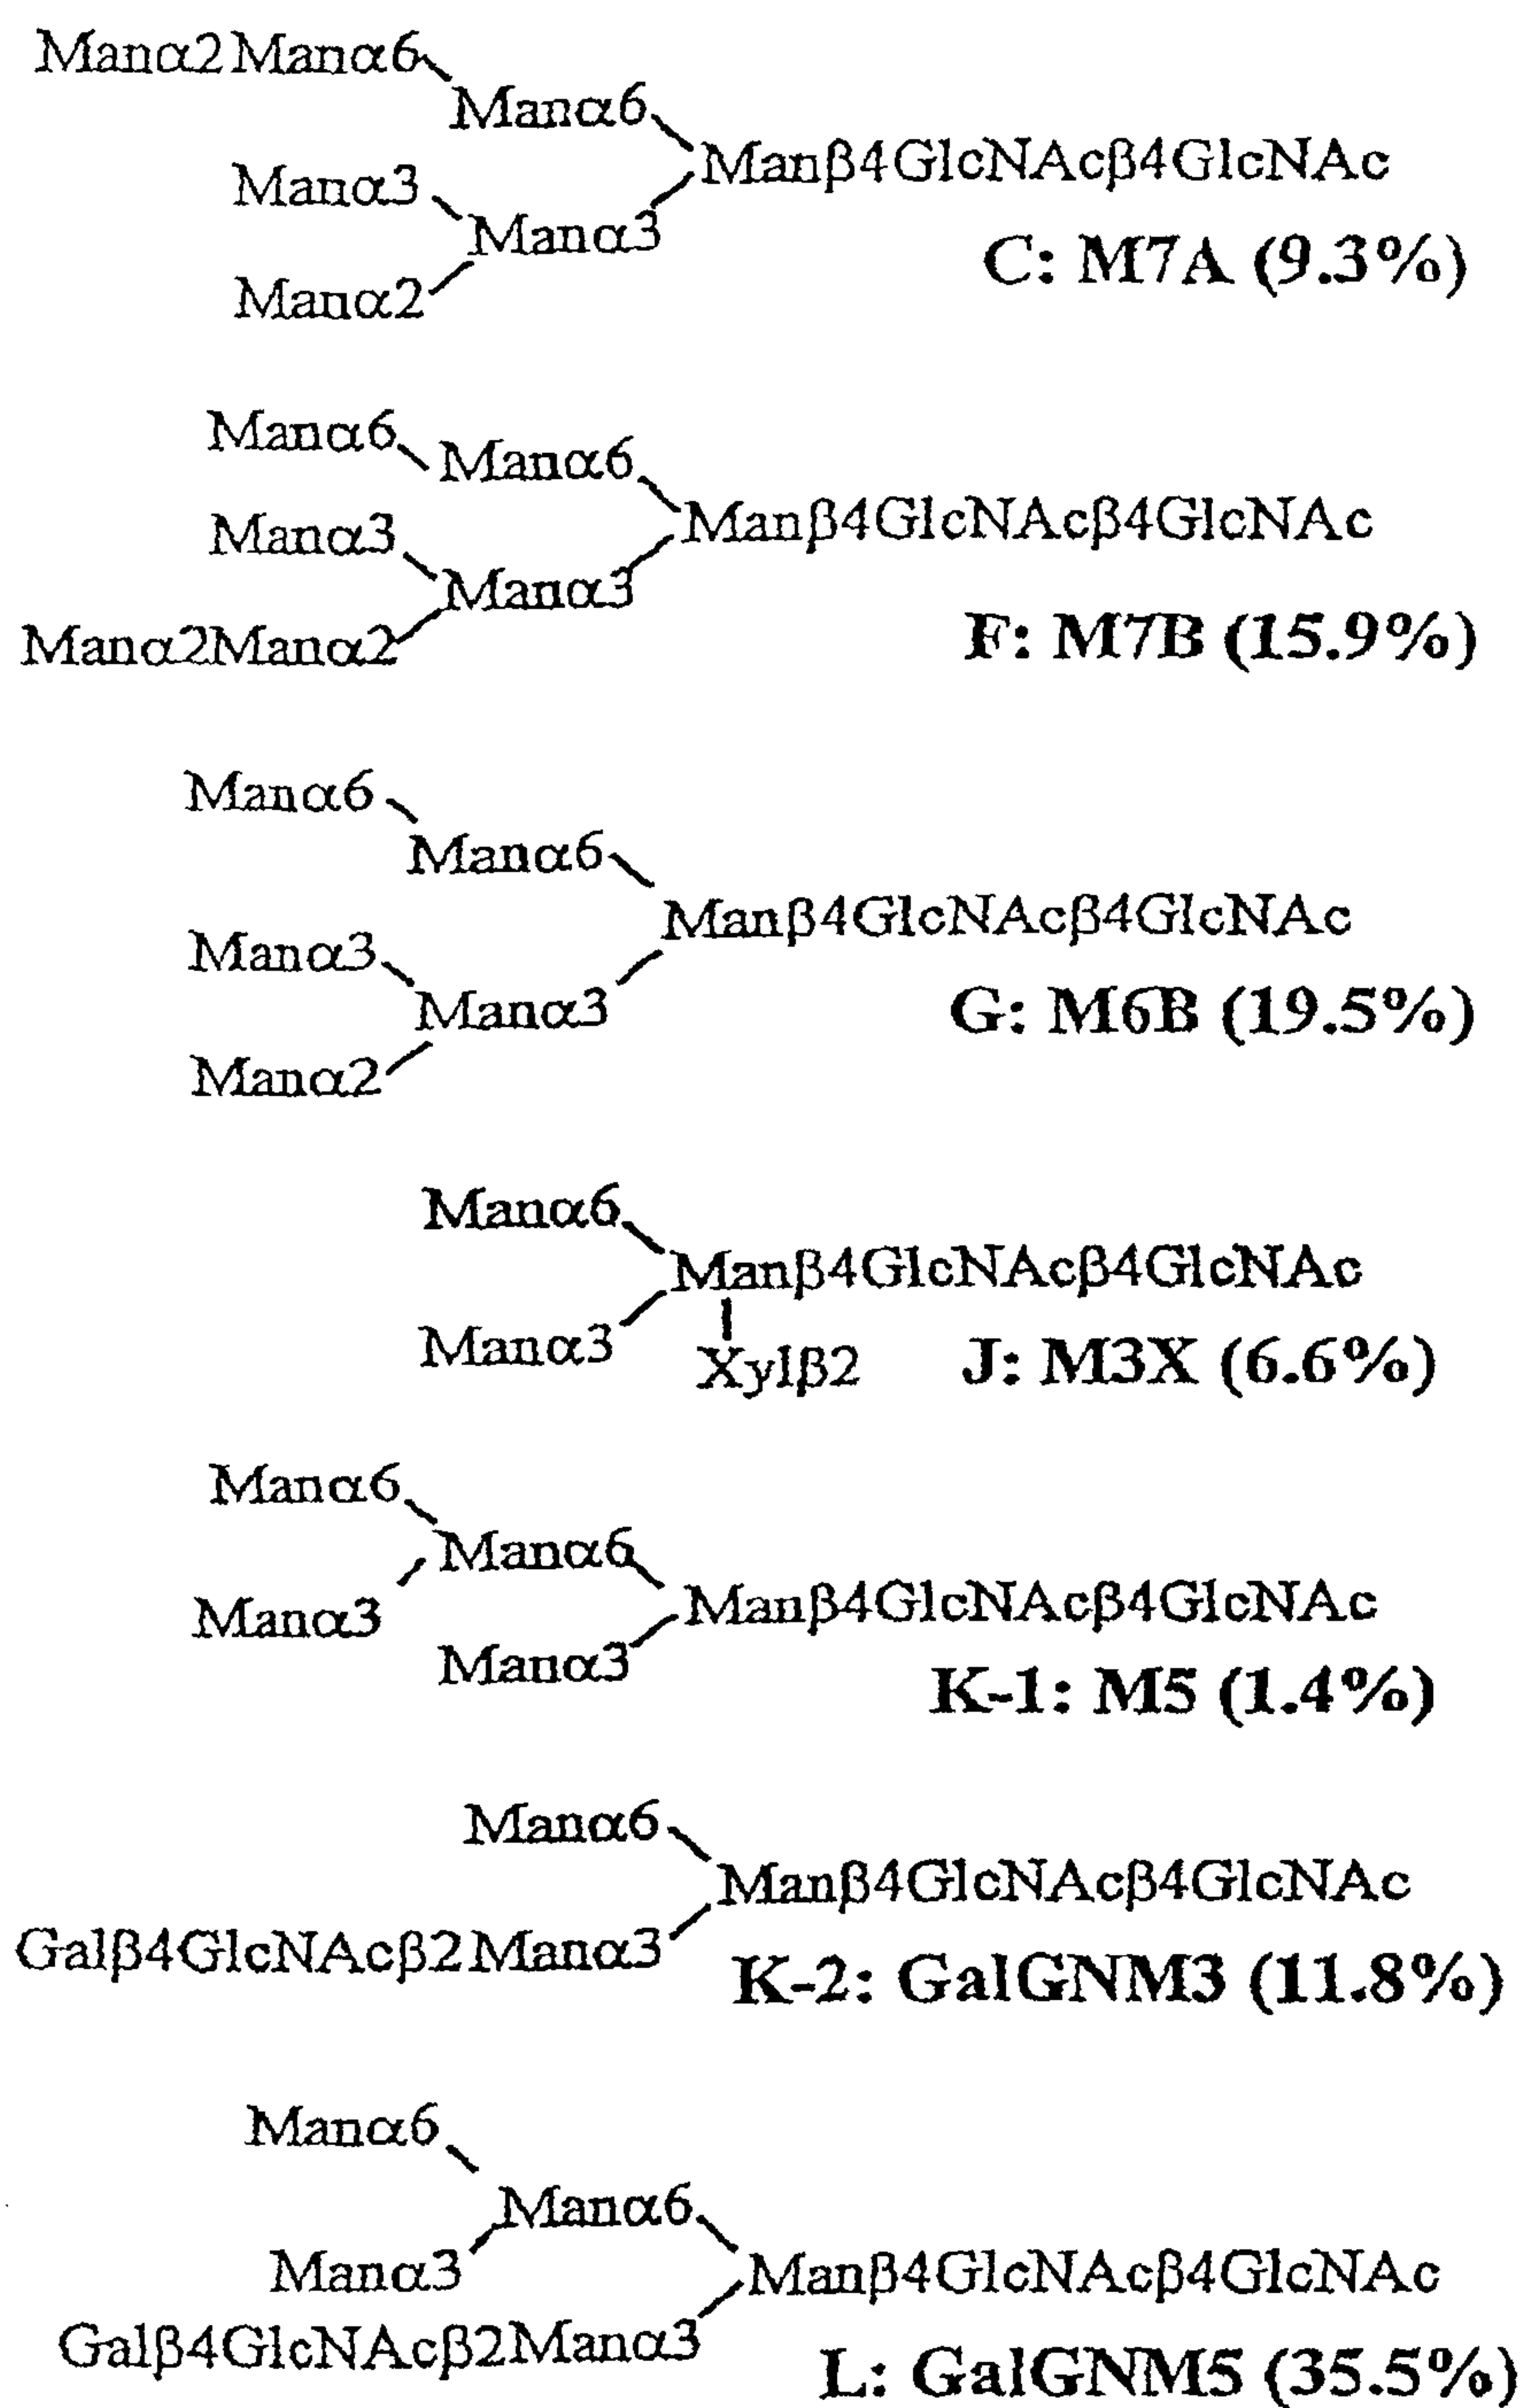 Manα2Manα6
Manα6
Manβ4GlcNAcβ4GlcNAc
Manα3
Manα3
Manα2
C: M7A (9.3%)
Manα6
Manα6
Manβ4GlcNAcβ4GlcNAc
Manα3
Manα3
Manα2Manα2
F: M7B (15.9%)
Manα6
Manα6
Manβ4GlcNAcβ4GlcNAc
Manα3
Manα3
G: M6B (19.5%)
Manα2
Manα6
Manβ4GlcNAcβ4GlcNAc
Manα3
Xylβ2
J: M3X (6.6%)
Manα6
Manα6
Manβ4GlcNAcβ4GlcNAc
Manα3
Manα3
K-1: M5 (1.4%)
Manα6
Manβ4GlcNAcβ4GlcNAc
Galβ4GlcNAcβ2Manα3
K-2: GalGNM3 (11.8%)
Manα6
Manα6
Manα3
Manβ4GlcNAcβ4GlcNAc
Galβ4GlcNAcβ2Manα3
L: GalGNM5 (35.5%)